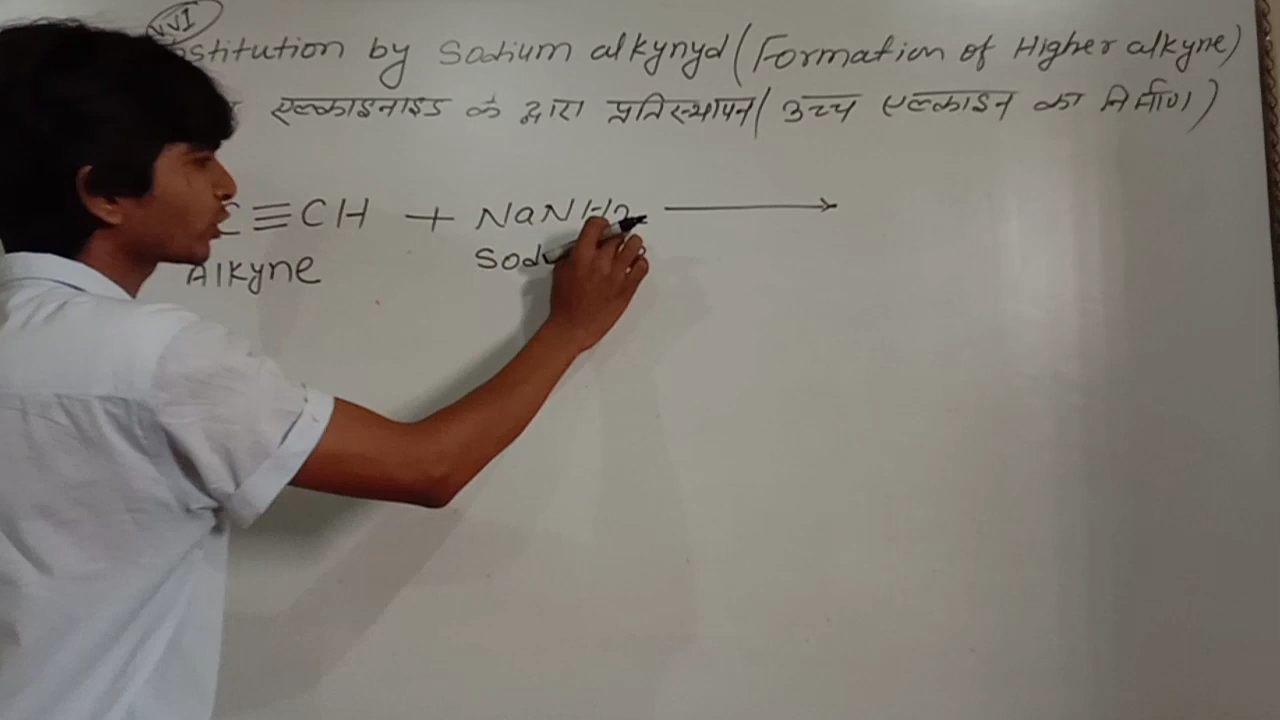 VVI
stitution by Sodium alkynyd (Formation of Higher alkyne)
एल्काइनाइड के द्वारा प्रतिस्थापन (उच्च एल्काइन का निर्माण)
C≡CH + NaNH2 →
Alkyne